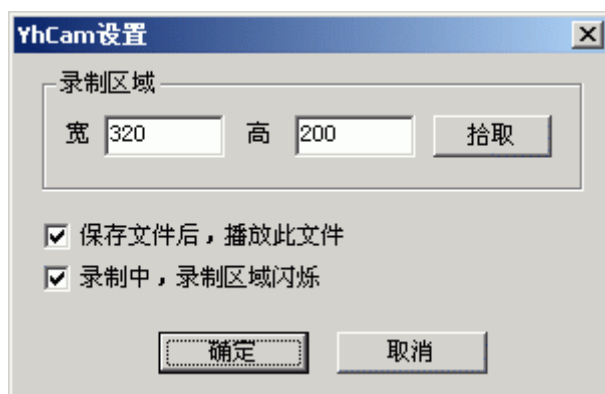 YhCam设置
录制区域
宽 320 高 200 拾取
保存文件后，播放此文件
录制中，录制区域闪烁
确定 取消